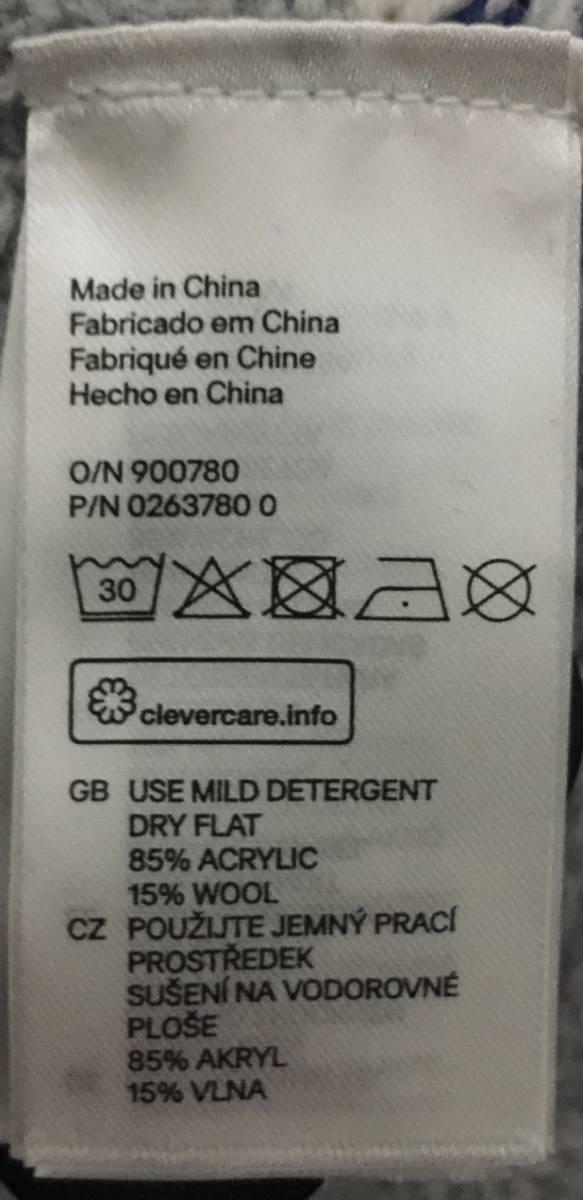 Made in China
Fabricado em China
Fabriqué en Chine
Hecho en China
O/N 900780
P/N 0263780 0
30
clevercare.info
GB USE MILD DETERGENT
DRY FLAT
85% ACRYLIC
15% WOOL
CZ POUŽIJTE JEMNÝ PRACÍ
PROSTŘEDEK
SUŠENÍ NA VODOROVNÉ
PLOŠE
85% AKRYL
15% VLNA